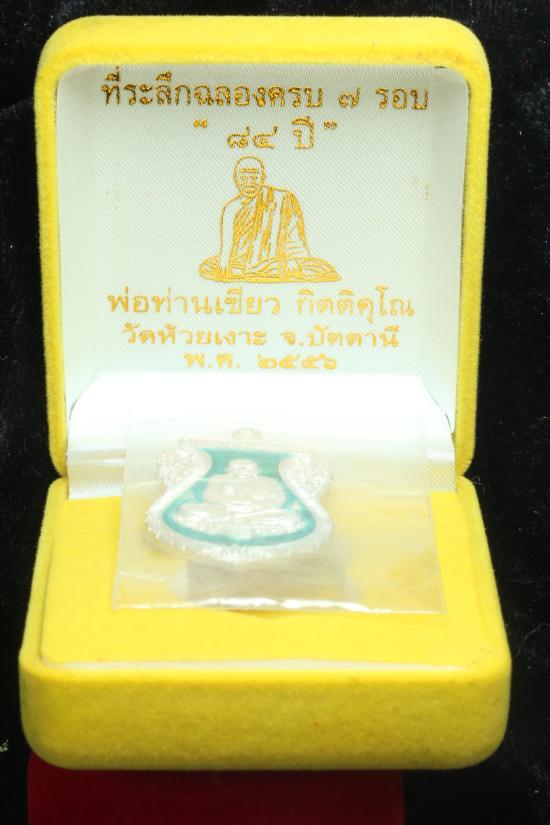 ที่ระลึกฉลองครบ ๗ รอบ
“ ๘๔ ปี ”
พ่อท่านเขียว กิตติคุโณ
วัดห้วยเงาะ จ.ปัตตานี
พ.ศ. ๒๕๕๖